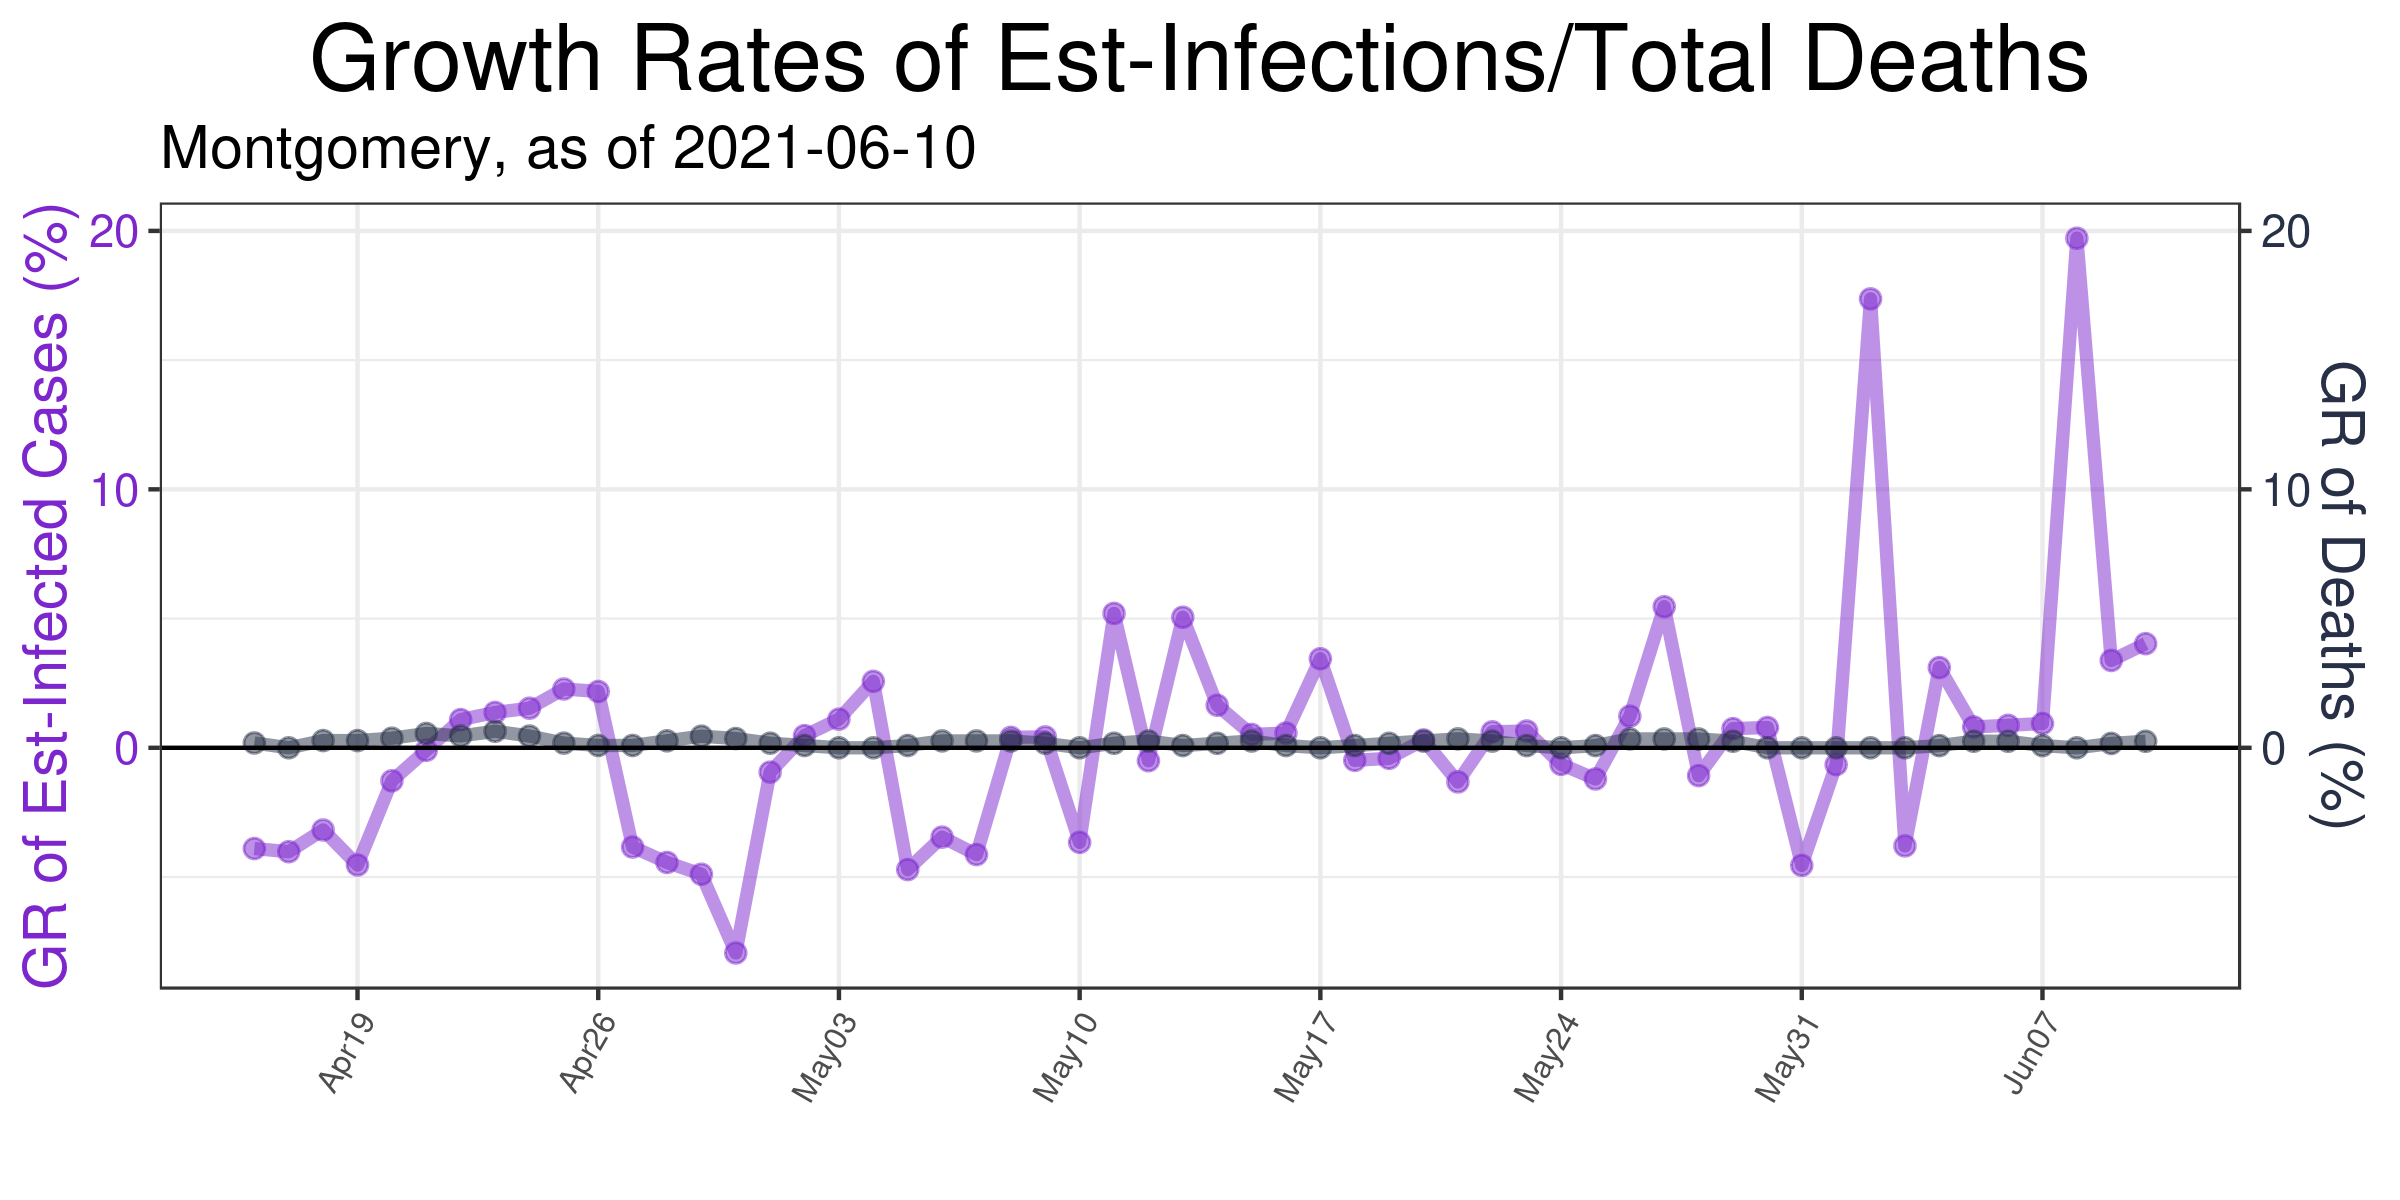 Growth Rates of Est-Infections/Total Deaths
Montgomery, as of 2021-06-10
GR of Est-Infected Cases (%)
20
10
0
20
10
0
GR of Deaths (%)
Apr19
Apr26
May03
May10
May17
May24
May31
Jun07